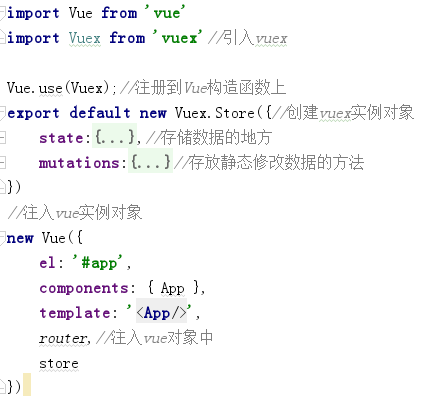 import Vue from 'vue'
import Vuex from 'vuex'//引入vuex
Vue.use(Vuex);//注册到Vue构造函数上
export default new Vuex.Store({//创建vuex实例对象
state:{...},//存储数据的地方
mutations:{...}//存放静态修改数据的方法
})
//注入vue实例对象
new Vue({
el: '#app',
components: { App },
template: '<App/>',
router,//注入vue对象中
store
})